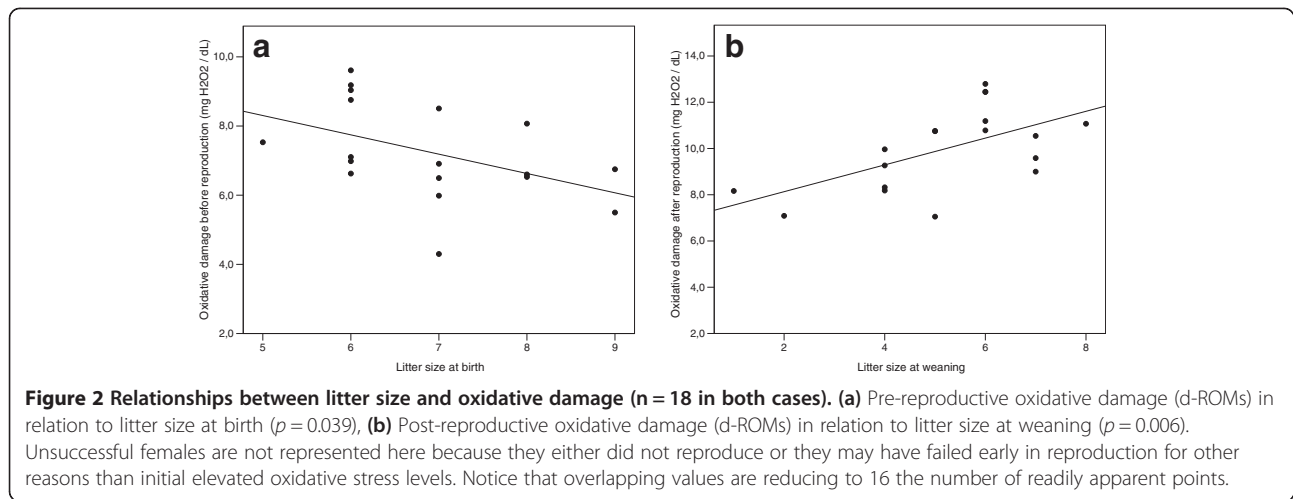 a
Oxidative damage before reproduction (mg H2O2 / dL)
10,0
8,0
6,0
4,0
2,0
5 6 7 8 9
Litter size at birth
b
Oxidative damage after reproduction (mg H2O2 / dL)
14,0
12,0
10,0
8,0
6,0
4,0
2,0
2 4 6 8
Litter size at weaning
Figure 2 Relationships between litter size and oxidative damage (n = 18 in both cases). (a) Pre-reproductive oxidative damage (d-ROMs) in
relation to litter size at birth (p = 0.039), (b) Post-reproductive oxidative damage (d-ROMs) in relation to litter size at weaning (p = 0.006).
Unsuccessful females are not represented here because they either did not reproduce or they may have failed early in reproduction for other
reasons than initial elevated oxidative stress levels. Notice that overlapping values are reducing to 16 the number of readily apparent points.